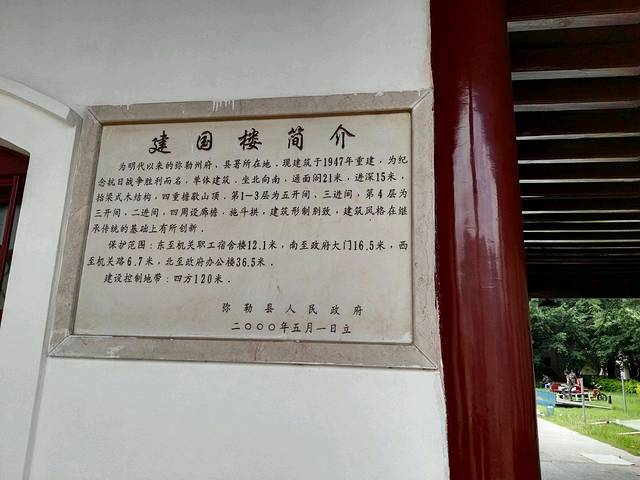 建国楼简介
为明代以来的弥勒州府、县署所在地．现建筑于1947年重建，为纪
念抗日战争胜利而名，单体建筑．坐北向南，通面阔21米，进深15米，
抬梁式木结构，四重檐歇山顶．第1—3层为五开间、三进间，第4层为
三开间，二进间，四周设廊檐，拖斗拱，建筑形制别致，建筑风格在继
承传统的基础上有所创新．
保护范围：东至机关职工宿舍楼12.1米，南至政府大门16.5米，西
至机关路6.7米，北至政府办公楼36.5米．
建设控制地带：四方120米．
弥勒县人民政府
二〇〇〇年五月一日立